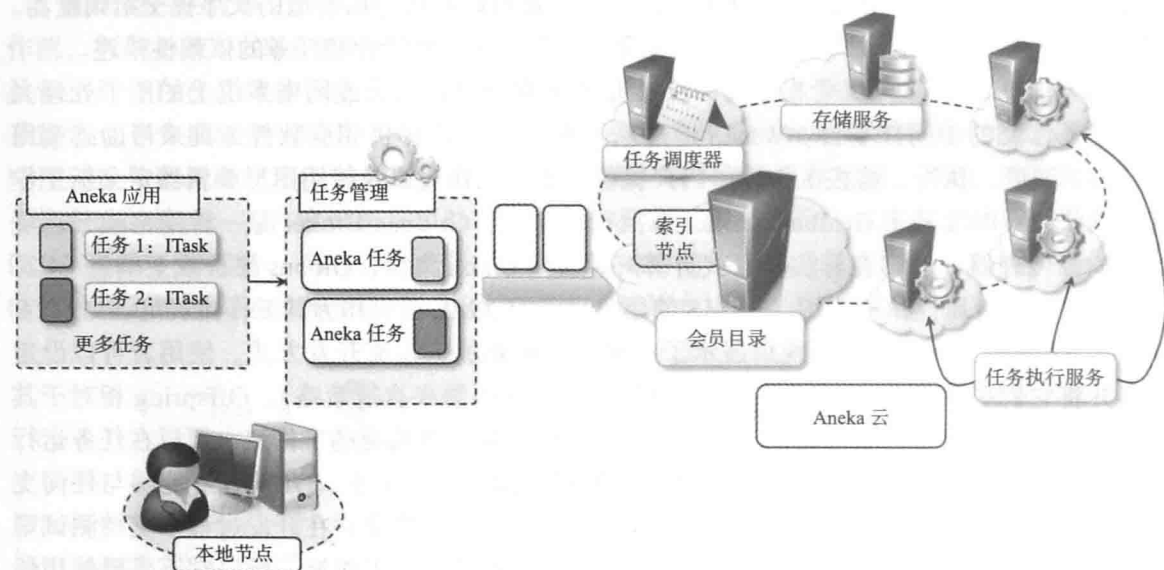 Aneka 应用
任务 1：ITask
任务 2：ITask
更多任务
任务管理
Aneka 任务
Aneka 任务
本地节点
任务调度器
存储服务
索引
节点
会员目录
任务执行服务
Aneka 云